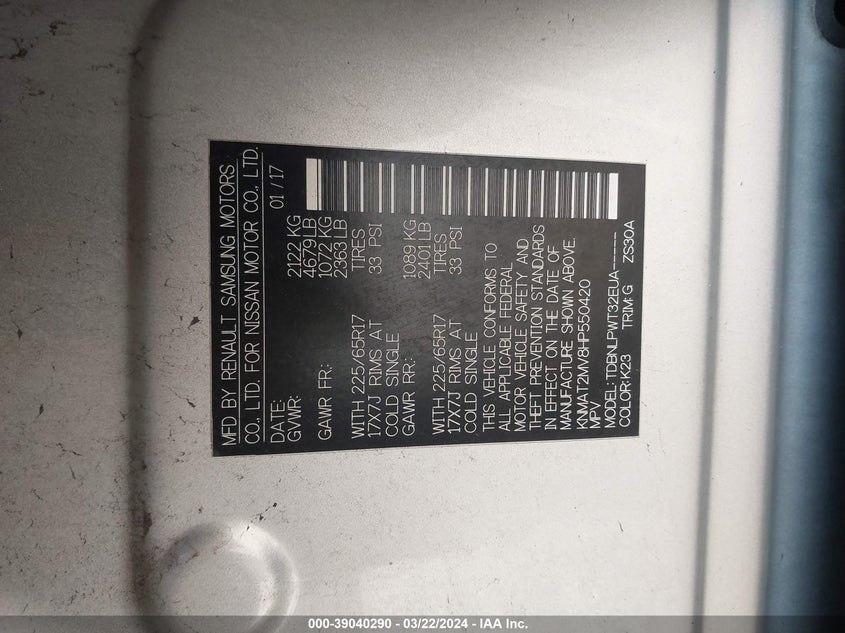 MFD BY RENAULT SAMSUNG MOTORS
CO., LTD. FOR NISSAN MOTOR CO., LTD.
DATE: 01 / 17
GVWR: 2122 KG
4679 LB
GAWR FR: 1072 KG
2363 LB
WITH 225/65R17 TIRES
17X7J RIMS AT 33 PSI
COLD SINGLE
GAWR RR: 1089 KG
2401 LB
WITH 225/65R17 TIRES
17X7J RIMS AT 33 PSI
COLD SINGLE
THIS VEHICLE CONFORMS TO
ALL APPLICABLE FEDERAL
MOTOR VEHICLE SAFETY AND
THEFT PREVENTION STANDARDS
IN EFFECT ON THE DATE OF
MANUFACTURE SHOWN ABOVE.
KNMAT2MV8HP550420
MPV
MODEL: TDBNLPWT32EUA-----
COLOR: K23 TRIM: G ZS30A
000-39040290 - 03/22/2024 - IAA Inc.